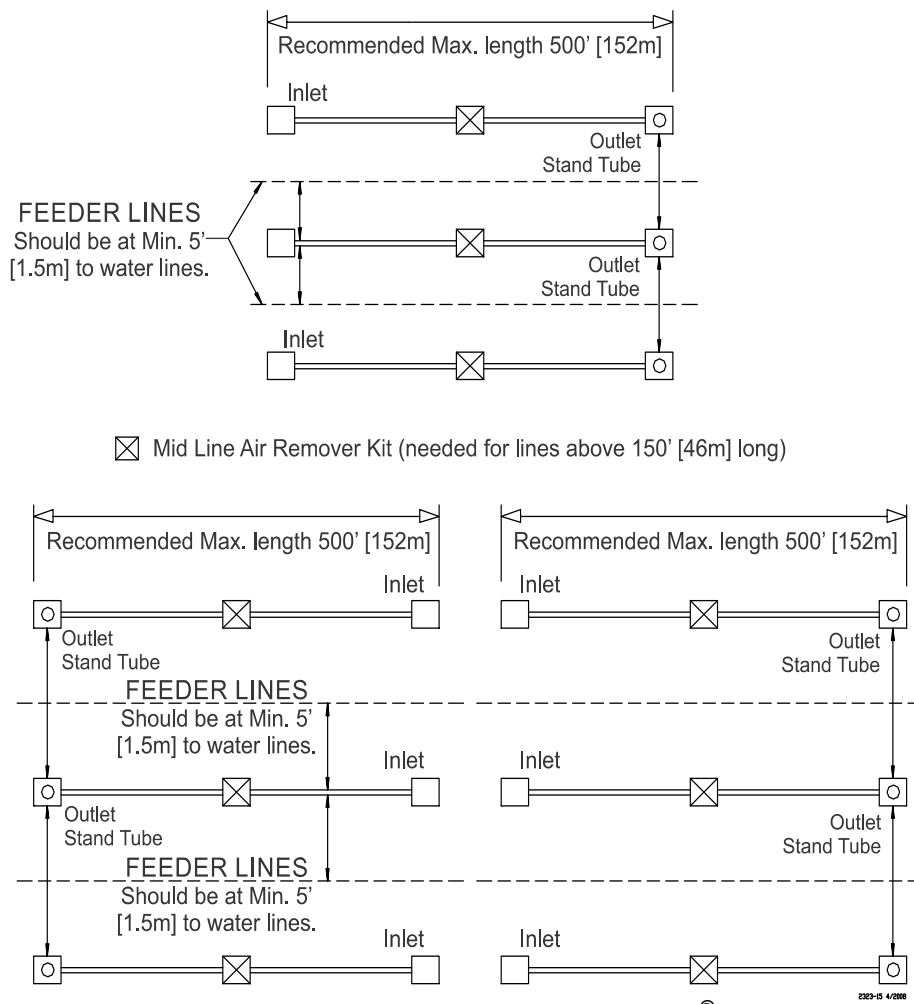 Recommended Max. length 500' [152m]
Inlet
Outlet
Stand Tube
FEEDER LINES
Should be at Min. 5'
[1.5m] to water lines.
Outlet
Stand Tube
Inlet
Mid Line Air Remover Kit (needed for lines above 150' [46m] long)
Recommended Max. length 500' [152m]
Recommended Max. length 500' [152m]
Inlet
Inlet
Outlet
Stand Tube
Outlet
Stand Tube
FEEDER LINES
Should be at Min. 5'
[1.5m] to water lines.
Inlet
Inlet
Outlet
Stand Tube
Outlet
Stand Tube
FEEDER LINES
Should be at Min. 5'
[1.5m] to water lines.
Inlet
Inlet
2323-15 4/2008